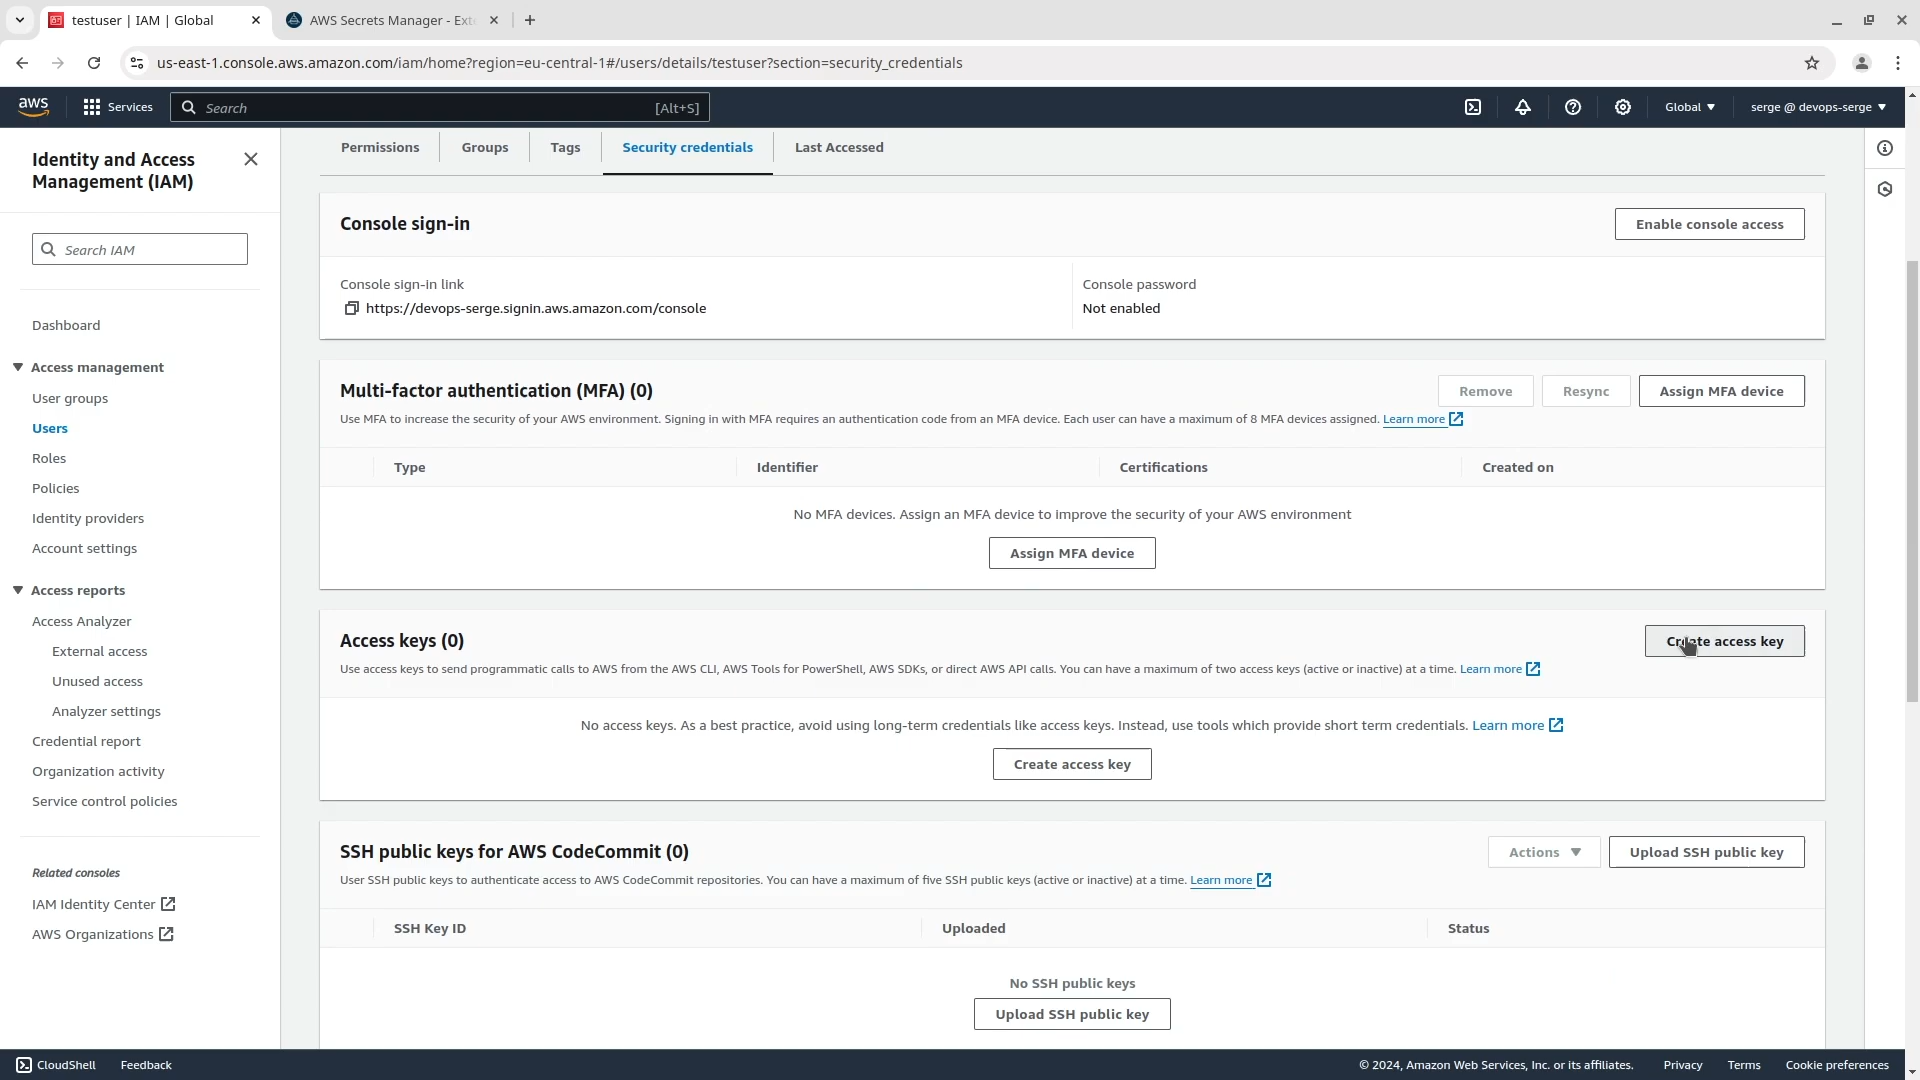 testuser | IAM | Global
AWS Secrets Manager - Ext
us-east-1.console.aws.amazon.com/iam/home?region=eu-central-1#/users/details/testuser?section=security_credentials
aws
Services
Search
[Alt+S]
Global
serge @ devops-serge
Identity and Access
Management (IAM)
Search IAM
Dashboard
Access management
User groups
Users
Roles
Policies
Identity providers
Account settings
Access reports
Access Analyzer
External access
Unused access
Analyzer settings
Credential report
Organization activity
Service control policies
Related consoles
IAM Identity Center
AWS Organizations
Permissions
Groups
Tags
Security credentials
Last Accessed
Console sign-in
Enable console access
Console sign-in link
https://devops-serge.signin.aws.amazon.com/console
Console password
Not enabled
Multi-factor authentication (MFA) (0)
Remove
Resync
Assign MFA device
Use MFA to increase the security of your AWS environment. Signing in with MFA requires an authentication code from an MFA device. Each user can have a maximum of 8 MFA devices assigned. Learn more
Type
Identifier
Certifications
Created on
No MFA devices. Assign an MFA device to improve the security of your AWS environment
Assign MFA device
Access keys (0)
Create access key
Use access keys to send programmatic calls to AWS from the AWS CLI, AWS Tools for PowerShell, AWS SDKs, or direct AWS API calls. You can have a maximum of two access keys (active or inactive) at a time. Learn more
No access keys. As a best practice, avoid using long-term credentials like access keys. Instead, use tools which provide short term credentials. Learn more
Create access key
SSH public keys for AWS CodeCommit (0)
Actions
Upload SSH public key
User SSH public keys to authenticate access to AWS CodeCommit repositories. You can have a maximum of five SSH public keys (active or inactive) at a time. Learn more
SSH Key ID
Uploaded
Status
No SSH public keys
Upload SSH public key
CloudShell
Feedback
© 2024, Amazon Web Services, Inc. or its affiliates.
Privacy
Terms
Cookie preferences